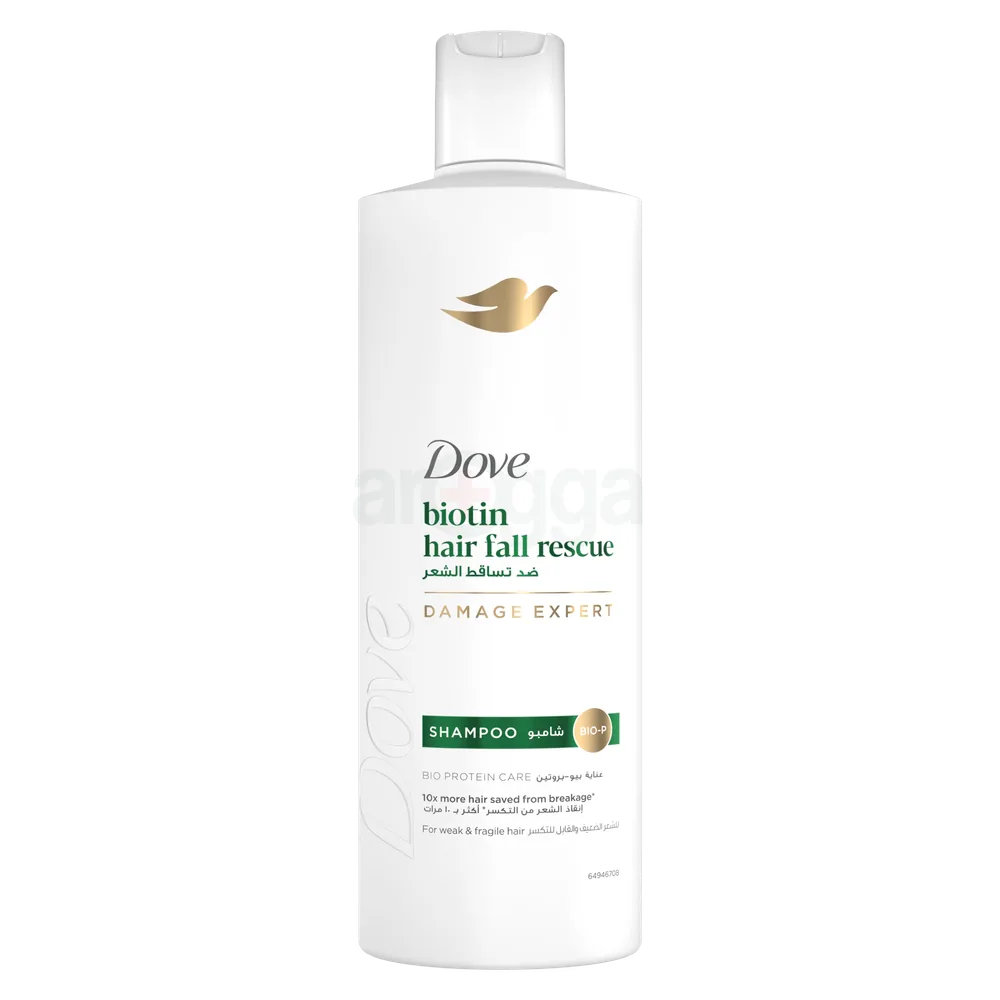 Dove
arogga
biotin
hair fall rescue
ضد تساقط الشعر
DAMAGE EXPERT
Dove
SHAMPOO شامبو BIO-P
BIO PROTEIN CARE عناية بيو-بروتين
10x more hair saved from breakage*
إنقاذ الشعر من التكسر* أكثر بـ ١٠ مرات
For weak & fragile hair للشعر الضعيف والقابل للتكسر
64946708